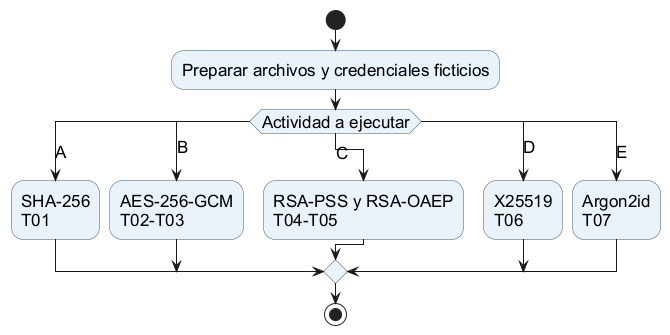 Preparar archivos y credenciales ficticios
Actividad a ejecutar
A
B
C
D
E
SHA-256
T01
AES-256-GCM
T02-T03
RSA-PSS y RSA-OAEP
T04-T05
X25519
T06
Argon2id
T07